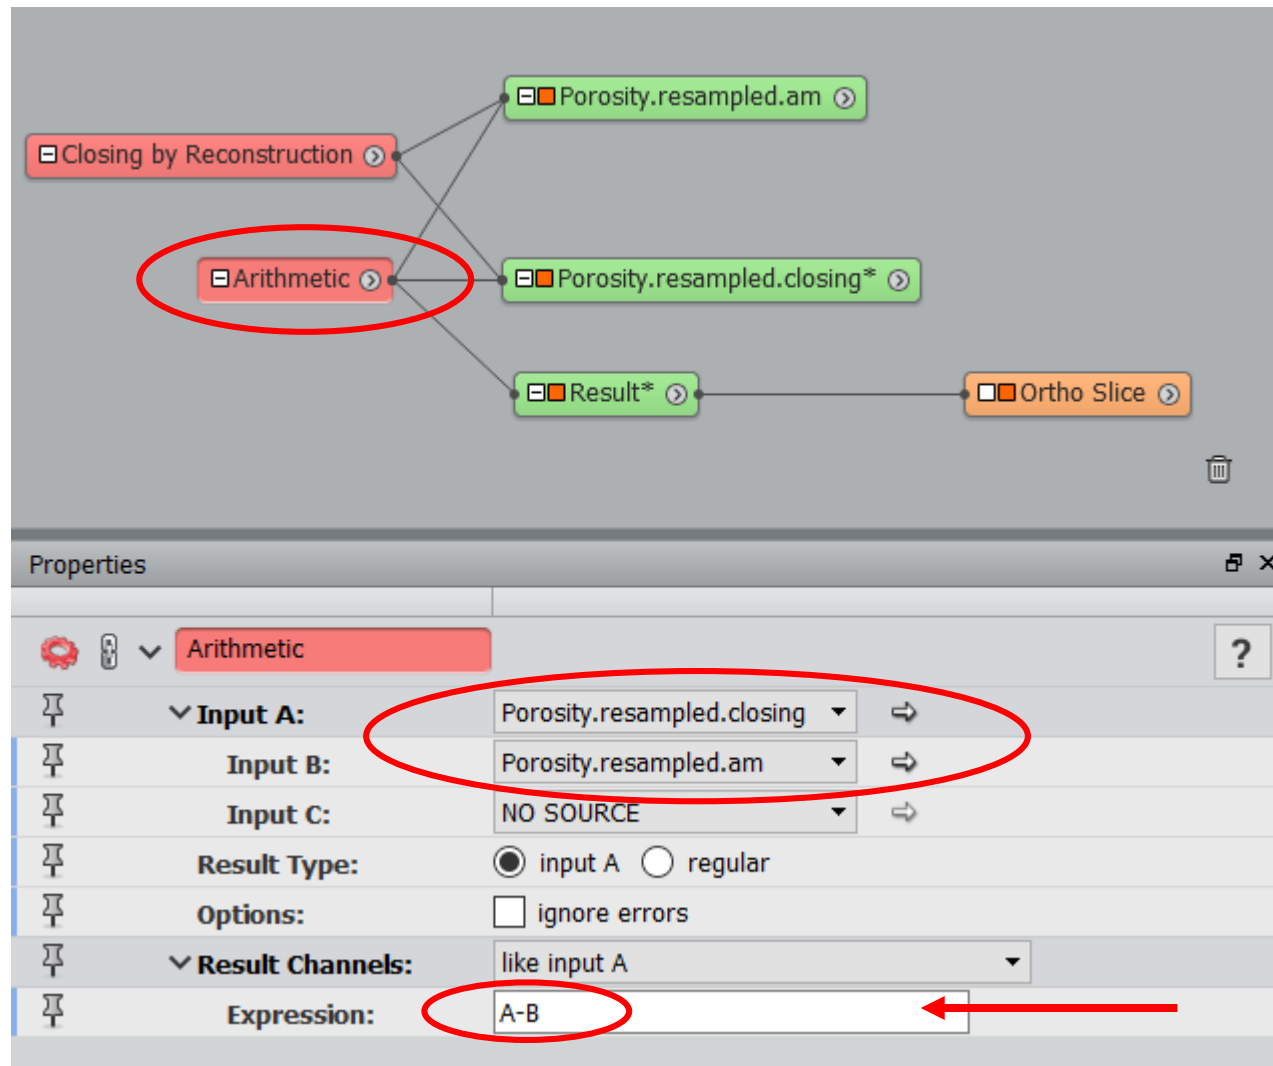 Porosity.resampled.am
Closing by Reconstruction
Arithmetic
Porosity.resampled.closing*
Result*
Ortho Slice
Properties
Arithmetic
?
Input A: Porosity.resampled.closing
Input B: Porosity.resampled.am
Input C: NO SOURCE
Result Type: input A regular
Options: ignore errors
Result Channels: like input A
Expression: A-B